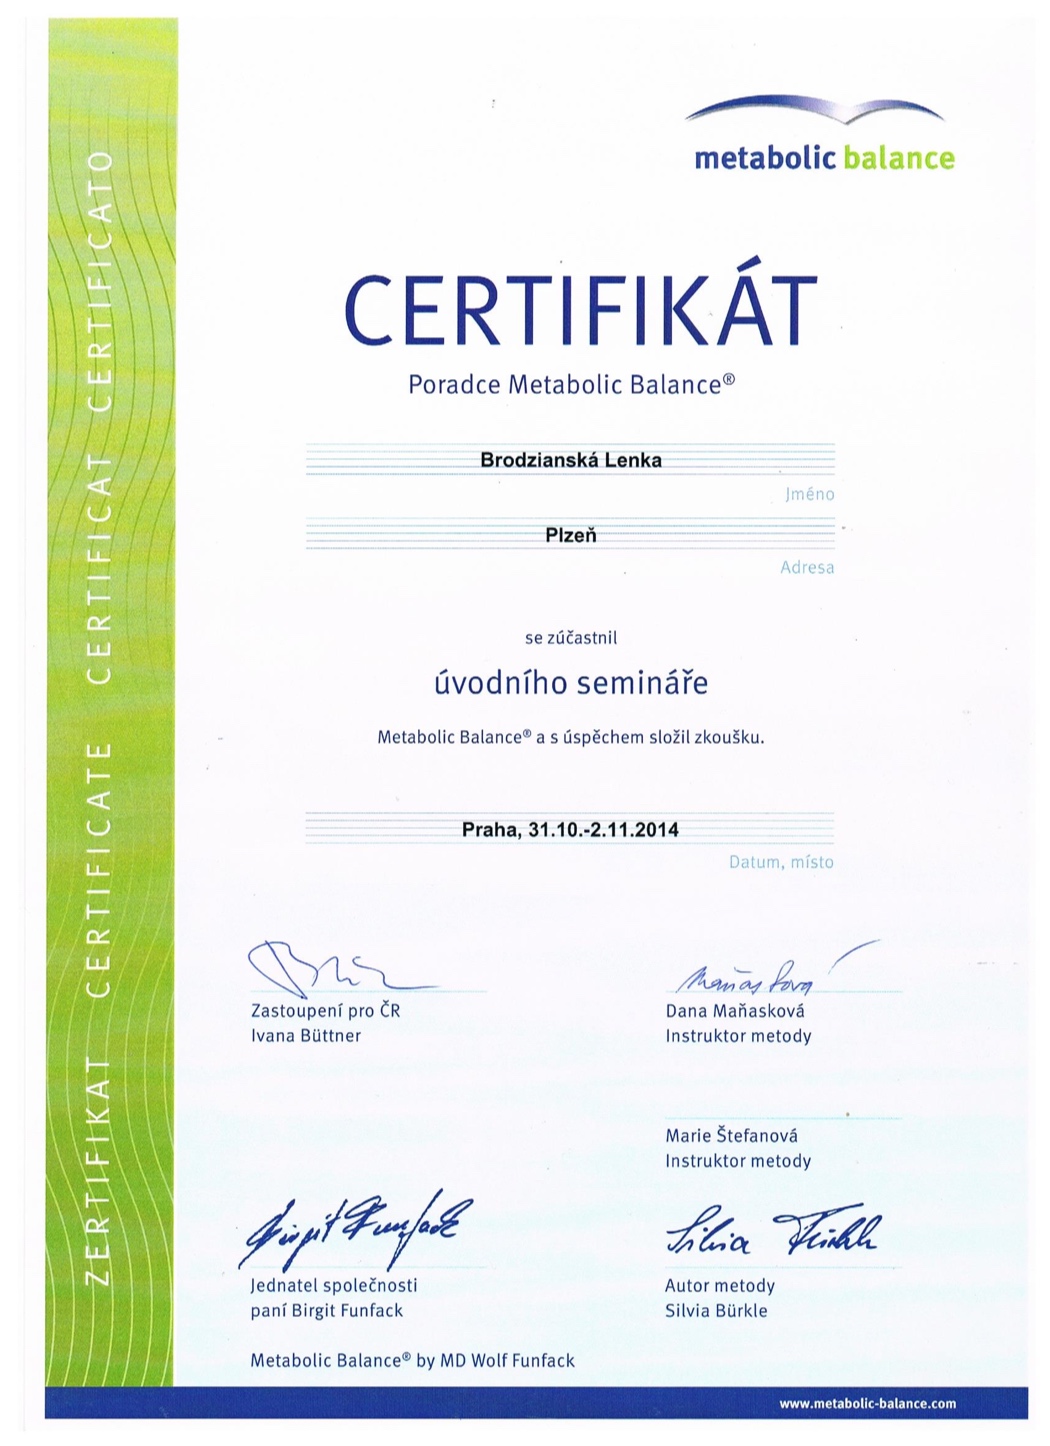 metabolic balance
CERTIFIKÁT
Poradce Metabolic Balance®
Brodzianská Lenka
Jméno
Plzeň
Adresa
se zúčastnil
úvodního semináře
Metabolic Balance® a s úspěchem složil zkoušku.
Praha, 31.10.-2.11.2014
Datum, místo
Maňasková
Zastoupení pro ČR
Ivana Büttner
Dana Maňasková
Instruktor metody
Marie Štefanová
Instruktor metody
Birgit Funfack
Silvia
Jednatel společnosti
paní Birgit Funfack
Autor metody
Silvia Bürkle
Metabolic Balance® by MD Wolf Funfack
www.metabolic-balance.com
ZERTIFIKAT CERTIFICATE CERTIFICAT CERTIFICATO